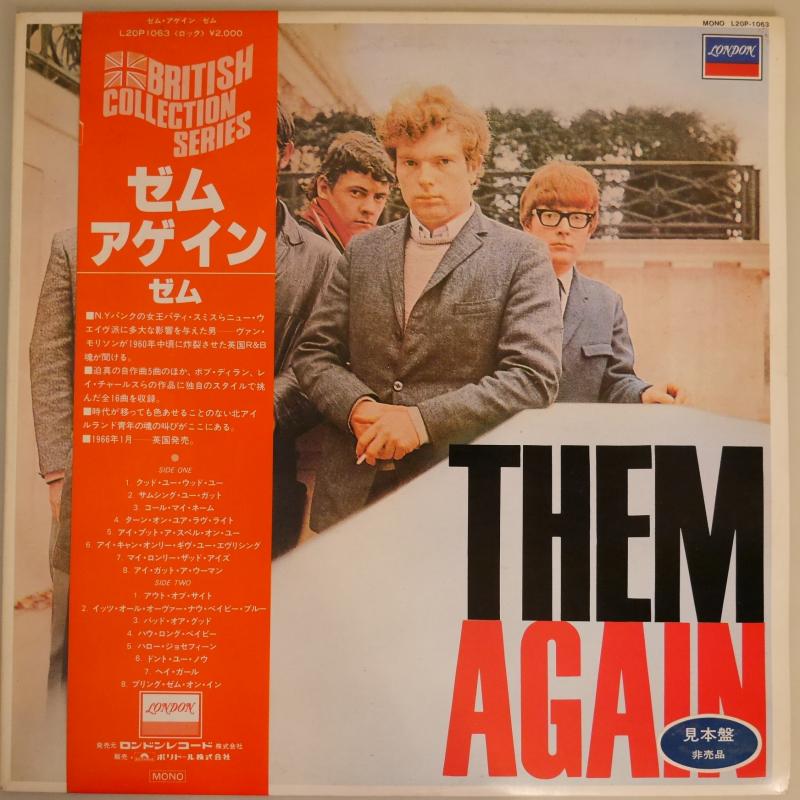 ゼム・アゲイン/ゼム
L20P1063〈ロック〉¥2,000
BRITISH
COLLECTION
SERIES
ゼム
アゲイン
ゼム
■N.Y.パンクの女王パティ・スミスらニュー・ウ
エイヴ派に多大な影響を与えた男――ヴァン・
モリソンが1960年中頃に炸裂させた英国R&B
魂が聞ける。
■迫真の自作曲5曲のほか、ボブ・ディラン、レ
イ・チャールスらの作品に独自のスタイルで挑
んだ全16曲を収録。
■時代が移っても色あせることのない北アイ
ルランド青年の魂の叫びがここにある。
■1966年1月――英国発売。
SIDE ONE
1. クッド・ユー・ウッド・ユー
2. サムシング・ユー・ガット
3. コール・マイ・ネーム
4. ターン・オン・ユア・ラヴ・ライト
5. アイ・プット・ア・スペル・オン・ユー
6. アイ・キャン・オンリー・ギヴ・ユー・エヴリシング
7. マイ・ロンリー・サッド・アイズ
8. アイ・ガット・ア・ウーマン
SIDE TWO
1. アウト・オブ・サイト
2. イッツ・オール・オーヴァー・ナウ・ベイビー・ブルー
3. バッド・オア・グッド
4. ハウ・ロング・ベイビー
5. ハロー・ジョセフィーン
6. ドント・ユー・ノウ
7. ヘイ・ガール
8. ブリング・ゼム・オン・イン
LONDON
発売元 ロンドンレコード 株式会社
販売・ ポリドール株式会社
MONO
MONO L20P-1063
LONDON
THEM
AGAIN
見本盤
非売品